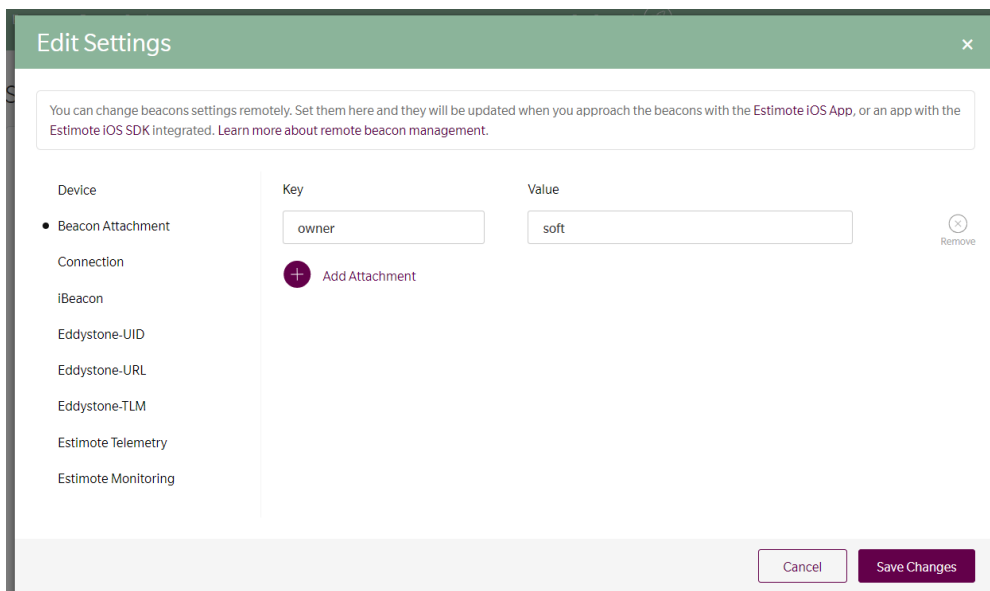 Edit Settings
You can change beacons settings remotely. Set them here and they will be updated when you approach the beacons with the Estimote iOS App, or an app with the
Estimote iOS SDK integrated. Learn more about remote beacon management.
Device
Beacon Attachment
Connection
iBeacon
Eddystone-UID
Eddystone-URL
Eddystone-TLM
Estimote Telemetry
Estimote Monitoring
Key
Value
owner
soft
Remove
Add Attachment
Cancel
Save Changes